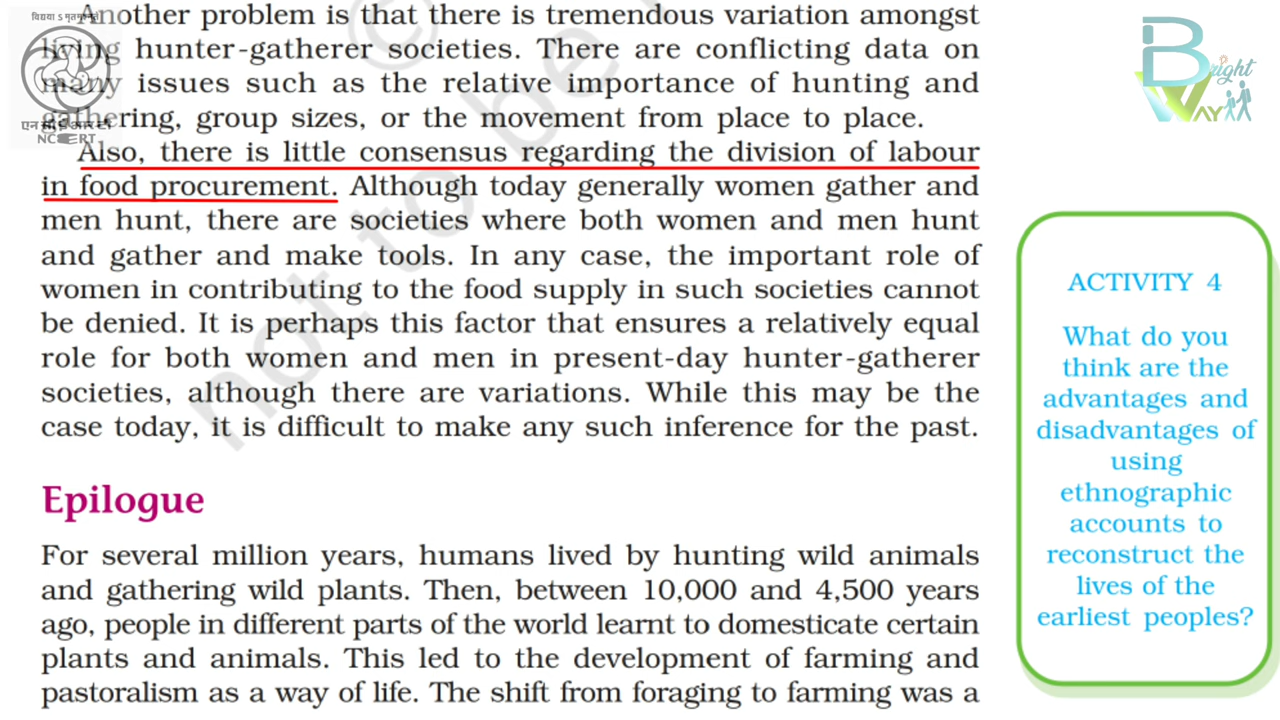 Another problem is that there is tremendous variation amongst
living hunter-gatherer societies. There are conflicting data on
many issues such as the relative importance of hunting and
gathering, group sizes, or the movement from place to place.
Also, there is little consensus regarding the division of labour
in food procurement. Although today generally women gather and
men hunt, there are societies where both women and men hunt
and gather and make tools. In any case, the important role of
women in contributing to the food supply in such societies cannot
be denied. It is perhaps this factor that ensures a relatively equal
role for both women and men in present-day hunter-gatherer
societies, although there are variations. While this may be the
case today, it is difficult to make any such inference for the past.
Epilogue
For several million years, humans lived by hunting wild animals
and gathering wild plants. Then, between 10,000 and 4,500 years
ago, people in different parts of the world learnt to domesticate certain
plants and animals. This led to the development of farming and
pastoralism as a way of life. The shift from foraging to farming was a
ACTIVITY 4
What do you
think are the
advantages and
disadvantages of
using
ethnographic
accounts to
reconstruct the
lives of the
earliest peoples?
Bright
WAY
विद्यया ऽ मृतमश्नुते
एन सी ई आर टी
NCERT
© not to be